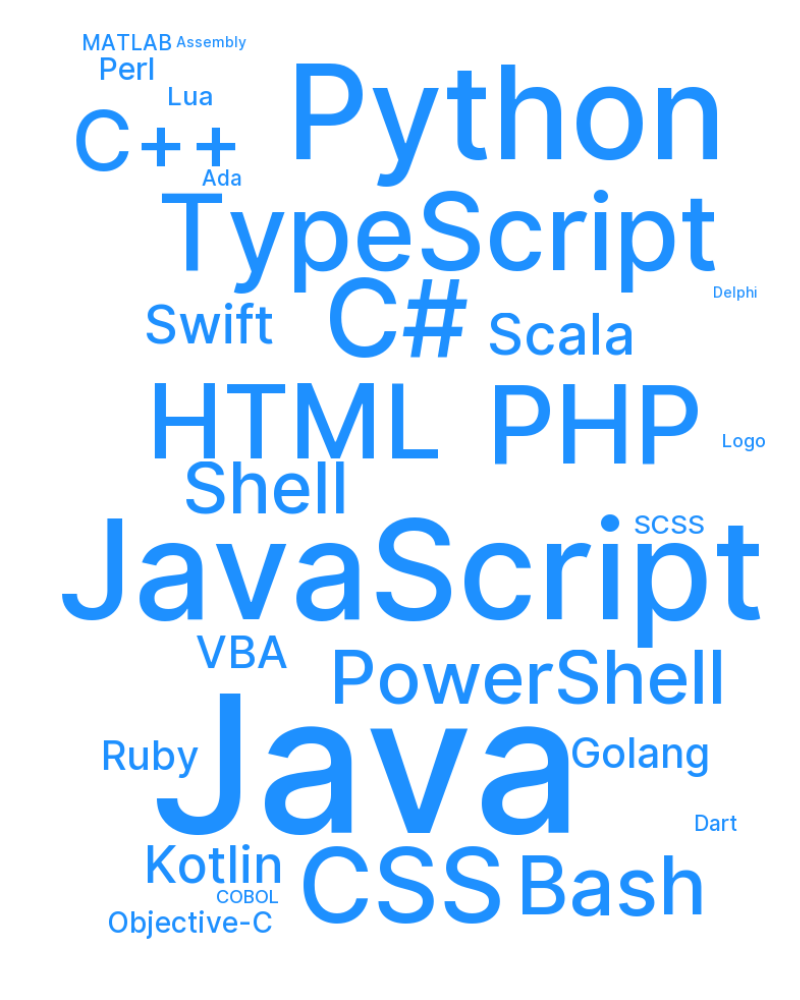 MATLAB Assembly
Perl
Lua
Python
C++
Ada
TypeScript
Delphi
C#
Swift
Scala
HTML
PHP
Logo
Shell
SCSS
JavaScript
VBA
PowerShell
Java
Ruby
Golang
Dart
Kotlin
CSS
Bash
COBOL
Objective-C